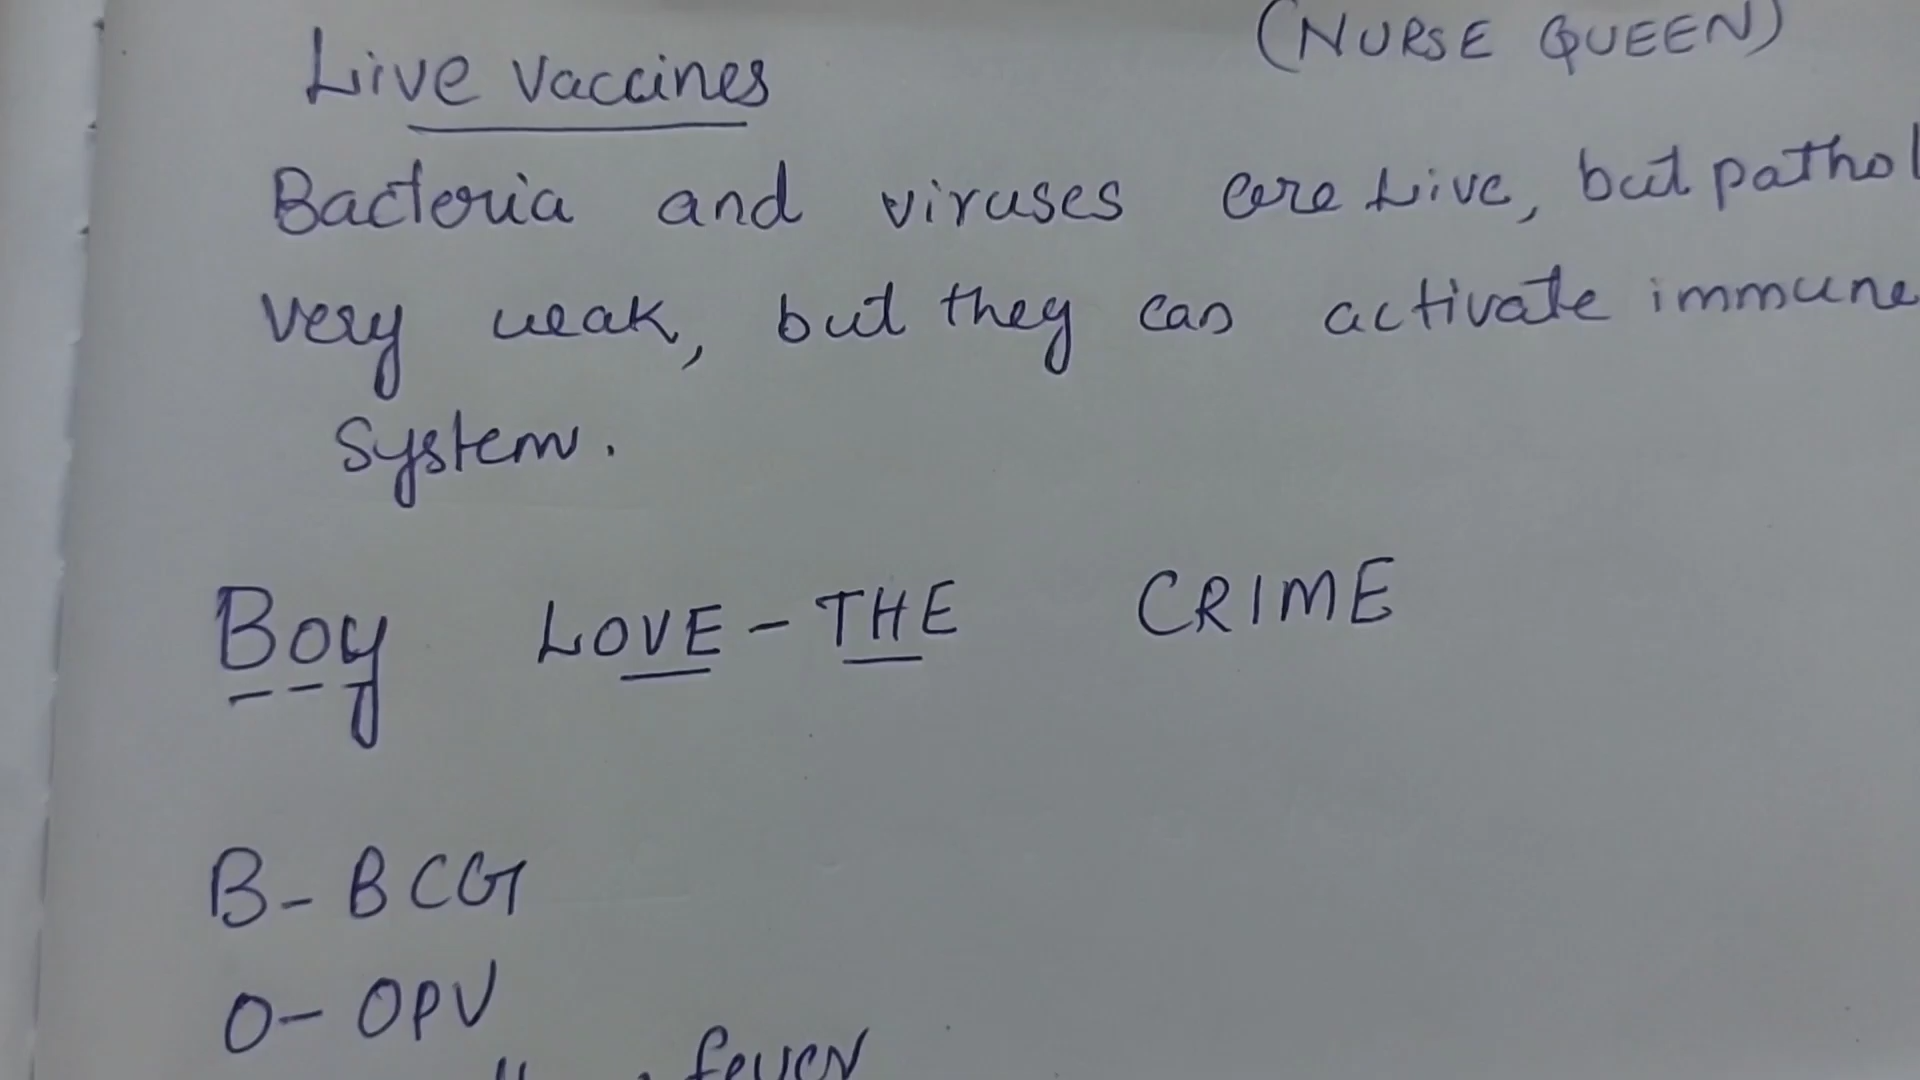 (NURSE QUEEN)
Live Vaccines
Bacteria and viruses are Live, but pathol
very weak, but they can activate immune
System.
Boy LOVE - THE CRIME
B - BCG
O - OPV
fever